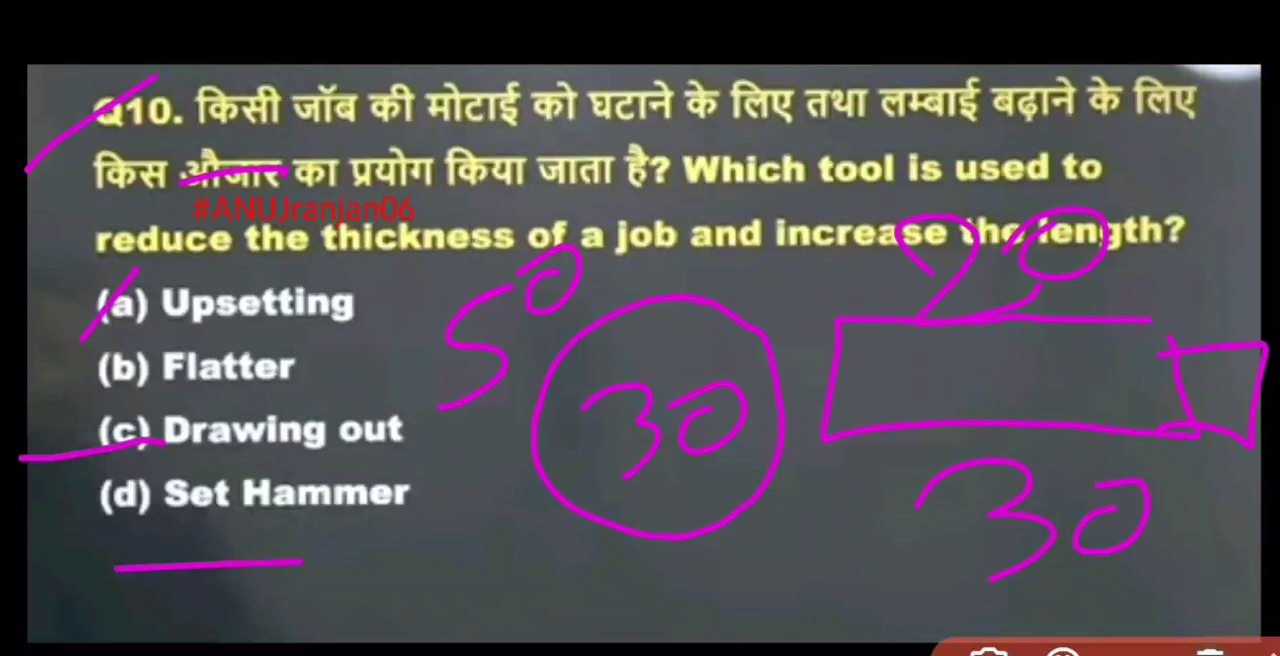 Q10. किसी जॉब की मोटाई को घटाने के लिए तथा लम्बाई बढ़ाने के लिए
किस औजार का प्रयोग किया जाता है? Which tool is used to
#ANUJranjan06
reduce the thickness of a job and increase the length?
20
(a) Upsetting
50
(b) Flatter
30
(c) Drawing out
(d) Set Hammer
30